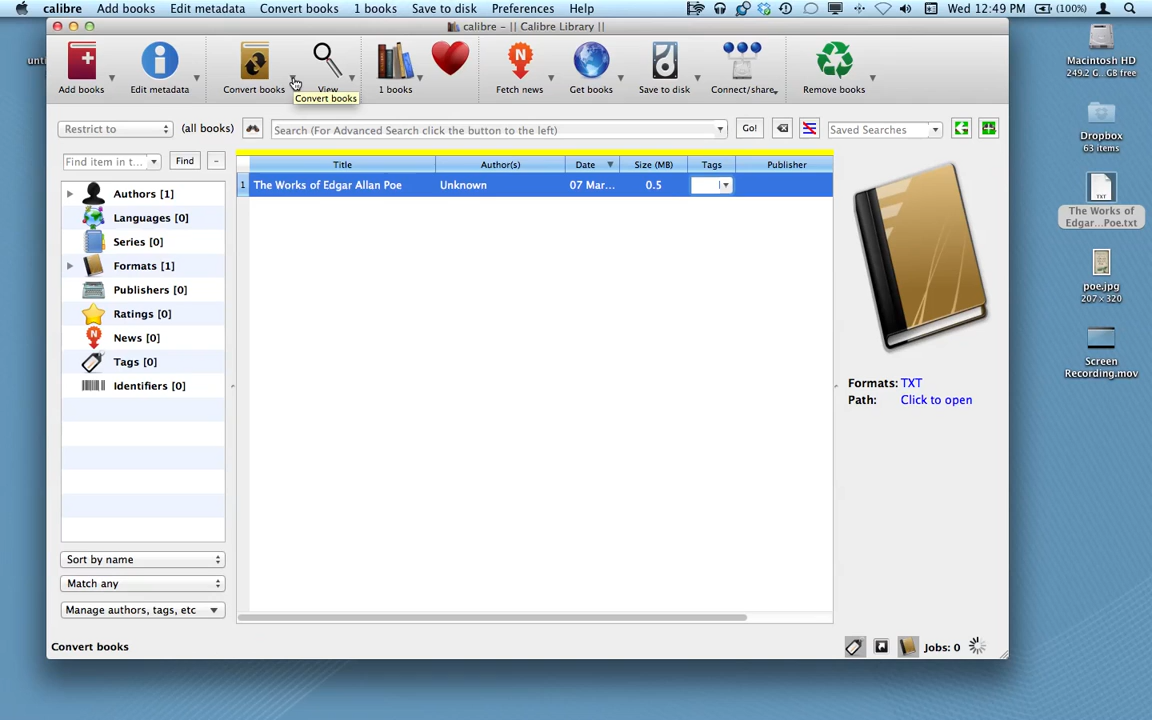 calibre Add books Edit metadata Convert books 1 books Save to disk Preferences Help Wed 12:49 PM (100%)
calibre - || Calibre Library ||
Add books Edit metadata Convert books View 1 books Fetch news Get books Save to disk Connect/share Remove books
Convert books
Restrict to (all books) Search (For Advanced Search click the button to the left) Go! Saved Searches
Find item in t... Find -
Title Author(s) Date Size (MB) Tags Publisher
1 The Works of Edgar Allan Poe Unknown 07 Mar... 0.5
Authors [1]
Languages [0]
Series [0]
Formats [1]
Publishers [0]
Ratings [0]
News [0]
Tags [0]
Identifiers [0]
Sort by name
Match any
Manage authors, tags, etc
Formats: TXT
Path: Click to open
Convert books
Jobs: 0
Macintosh HD
249.2 G...GB free
Dropbox
63 items
TXT
The Works of
Edgar...Poe.txt
poe.jpg
207×320
Screen
Recording.mov